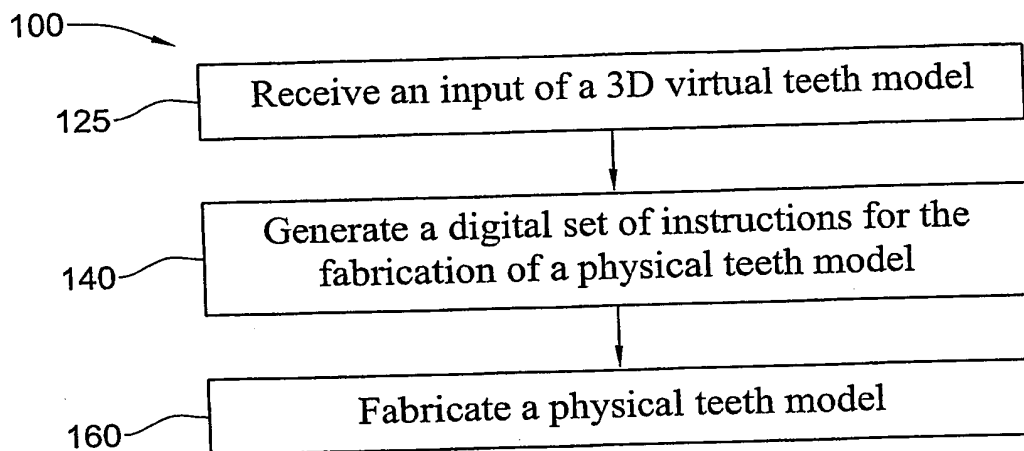 100
Receive an input of a 3D virtual teeth model
125
Generate a digital set of instructions for the
fabrication of a physical teeth model
140
Fabricate a physical teeth model
160